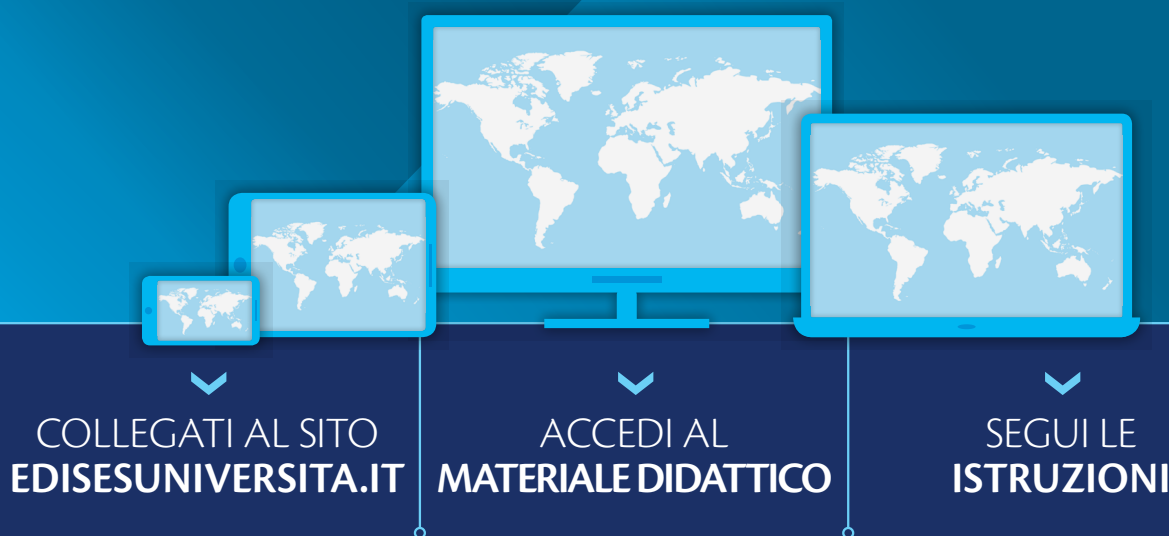 COLLEGATI AL SITO
EDISESUNIVERSITA.IT
ACCEDI AL
MATERIALE DIDATTICO
SEGUI LE
ISTRUZIONI